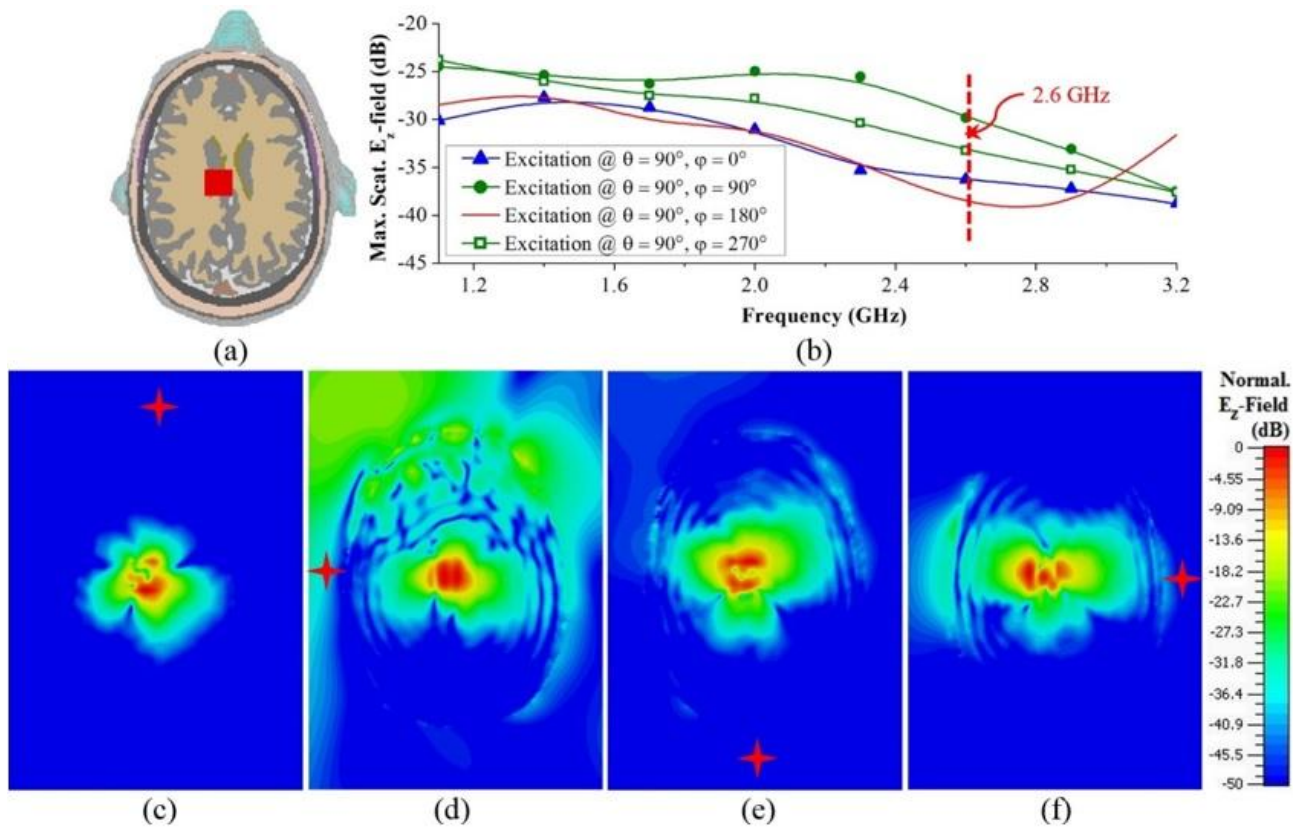 -20
-25
-30
-35
-40
-45
Max. Scat. E_z-field (dB)
2.6 GHz
Excitation @ θ = 90°, φ = 0°
Excitation @ θ = 90°, φ = 90°
Excitation @ θ = 90°, φ = 180°
Excitation @ θ = 90°, φ = 270°
1.2 1.6 2.0 2.4 2.8 3.2
Frequency (GHz)
(a) (b)
Normal.
E_z-Field
(dB)
0
-4.55
-9.09
-13.6
-18.2
-22.7
-27.3
-31.8
-36.4
-40.9
-45.5
-50
(c) (d) (e) (f)